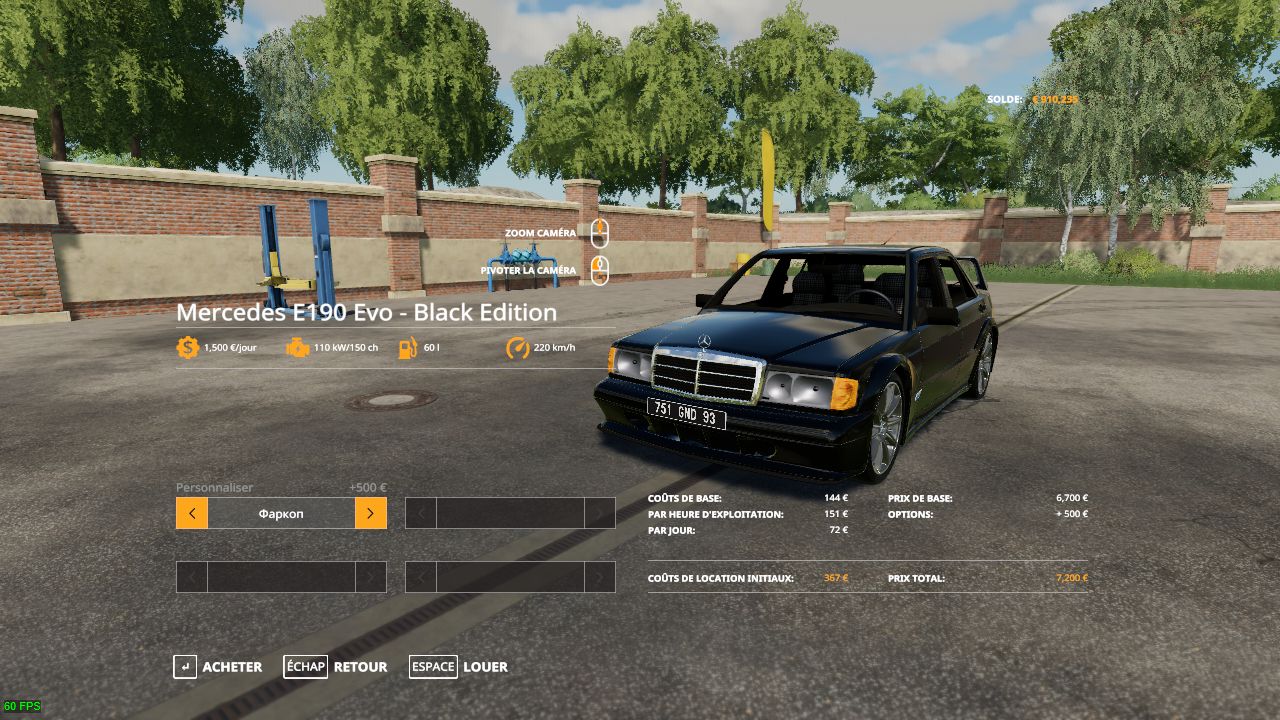 SOLDE: € 910,235
ZOOM CAMÉRA
PIVOTER LA CAMÉRA
Mercedes E190 Evo - Black Edition
1,500 €/jour 110 kW/150 ch 60 l 220 km/h
751 GND 93
Personnaliser +500 €
Фаркоп
COÛTS DE BASE: 144 € PRIX DE BASE: 6,700 €
PAR HEURE D'EXPLOITATION: 151 € OPTIONS: + 500 €
PAR JOUR: 72 €
COÛTS DE LOCATION INITIAUX: 367 € PRIX TOTAL: 7,200 €
↵ ACHETER ÉCHAP RETOUR ESPACE LOUER
60 FPS